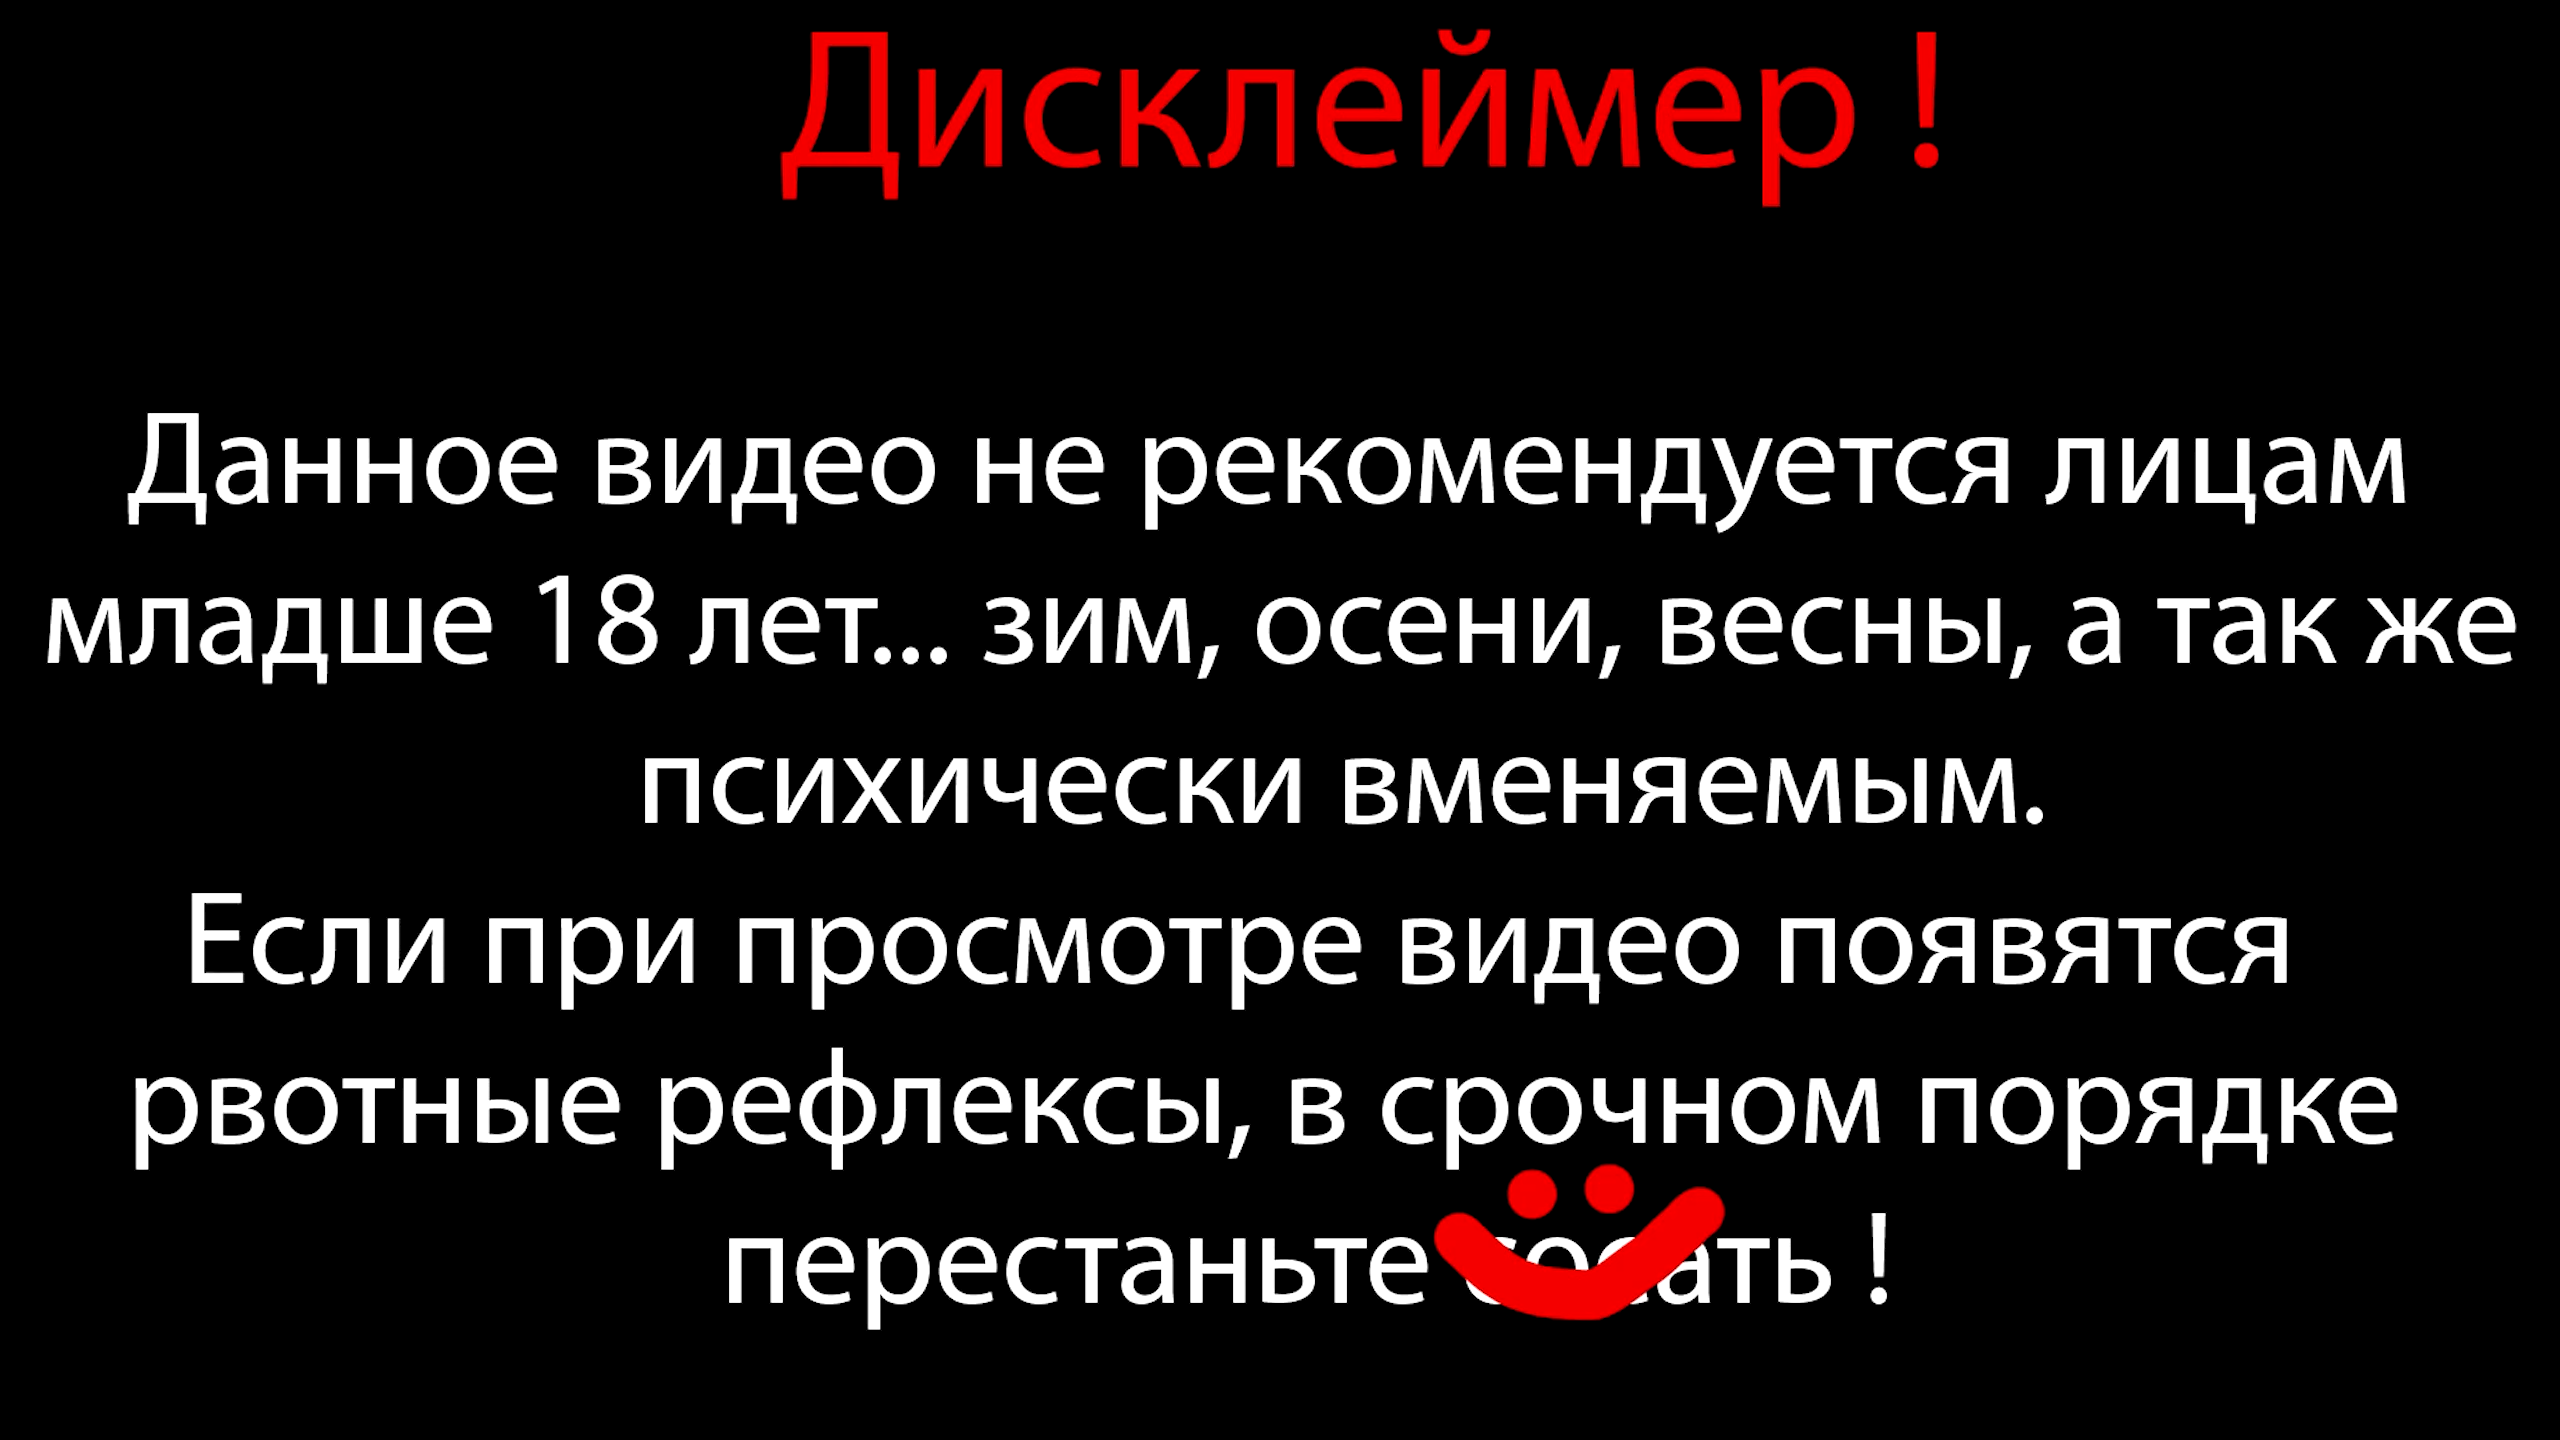 Дисклеймер !
Данное видео не рекомендуется лицам
младше 18 лет... зим, осени, весны, а так же
психически вменяемым.
Если при просмотре видео появятся
рвотные рефлексы, в срочном порядке
перестаньте сосать !